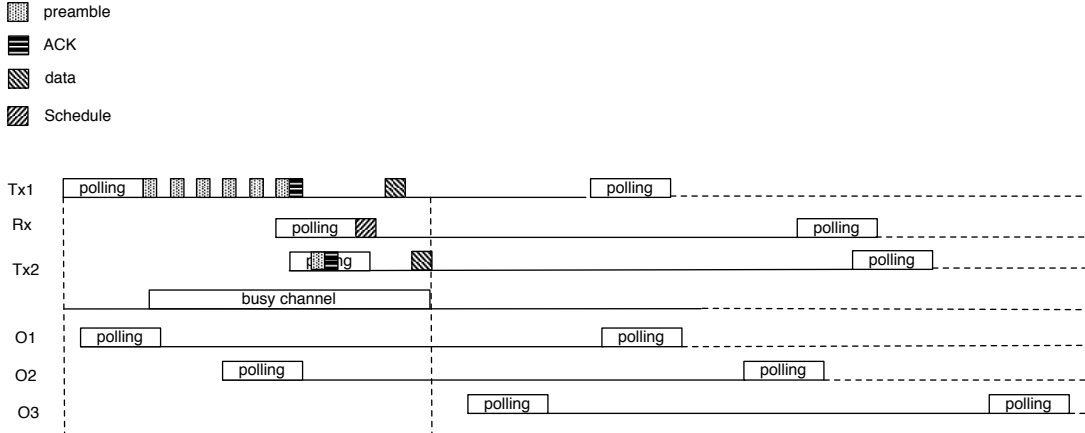 preamble
ACK
data
Schedule
Tx1 polling polling
Rx polling polling
Tx2 polling polling
busy channel
O1 polling polling
O2 polling polling
O3 polling polling